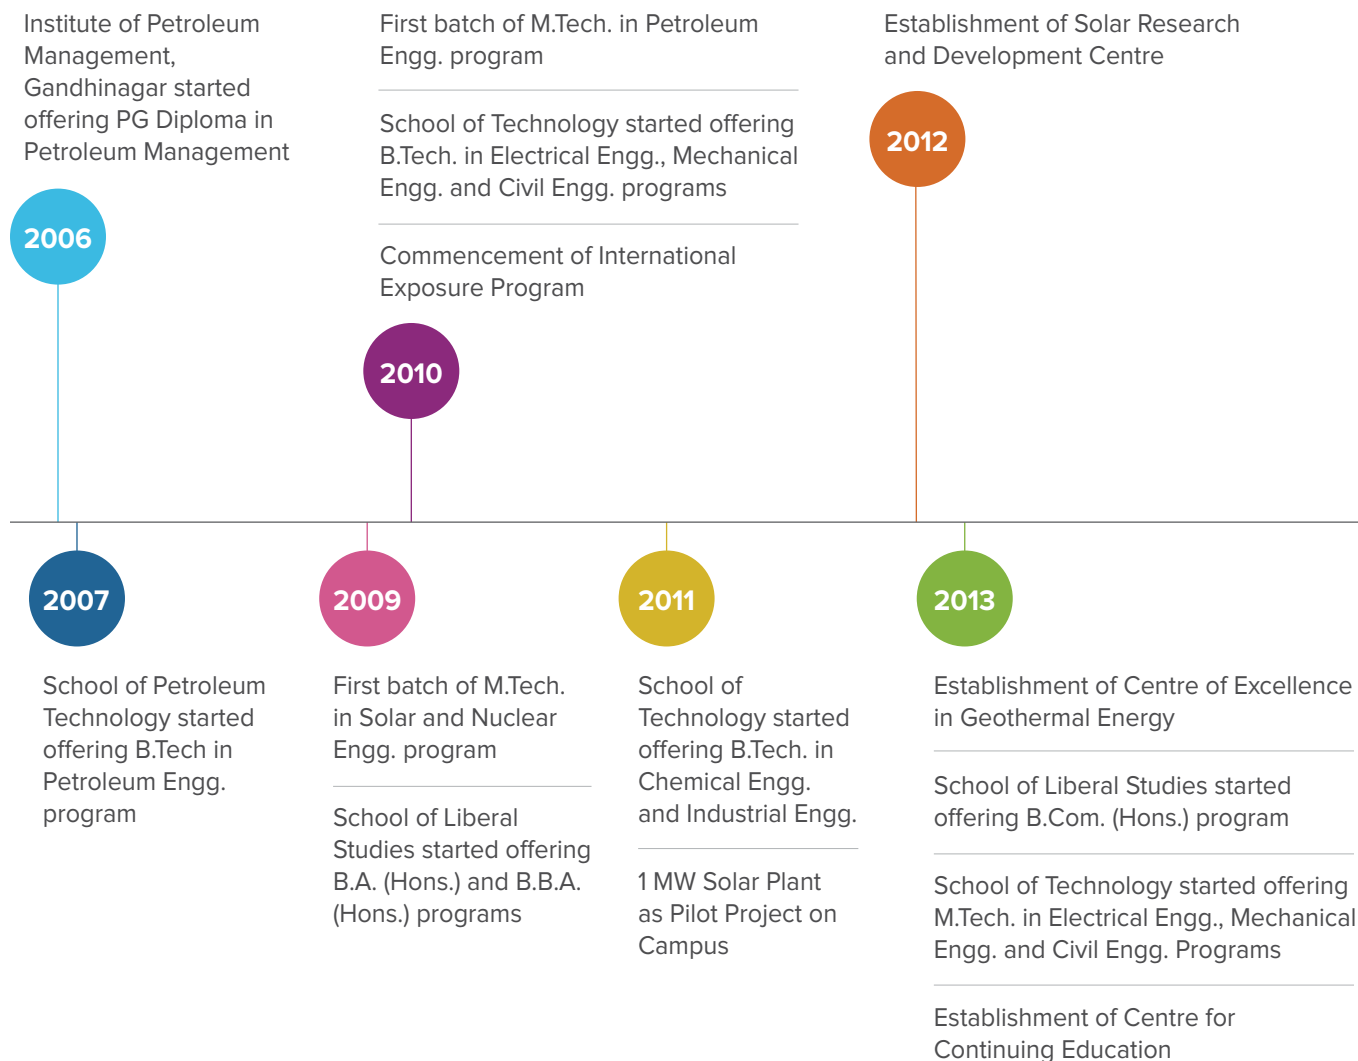 Institute of Petroleum
Management,
Gandhinagar started
offering PG Diploma in
Petroleum Management
2006
First batch of M.Tech. in Petroleum
Engg. program
School of Technology started offering
B.Tech. in Electrical Engg., Mechanical
Engg. and Civil Engg. programs
Commencement of International
Exposure Program
2010
Establishment of Solar Research
and Development Centre
2012
2007
School of Petroleum
Technology started
offering B.Tech in
Petroleum Engg.
program
2009
First batch of M.Tech.
in Solar and Nuclear
Engg. program
School of Liberal
Studies started offering
B.A. (Hons.) and B.B.A.
(Hons.) programs
2011
School of
Technology started
offering B.Tech. in
Chemical Engg.
and Industrial Engg.
1 MW Solar Plant
as Pilot Project on
Campus
2013
Establishment of Centre of Excellence
in Geothermal Energy
School of Liberal Studies started
offering B.Com. (Hons.) program
School of Technology started offering
M.Tech. in Electrical Engg., Mechanical
Engg. and Civil Engg. Programs
Establishment of Centre for
Continuing Education